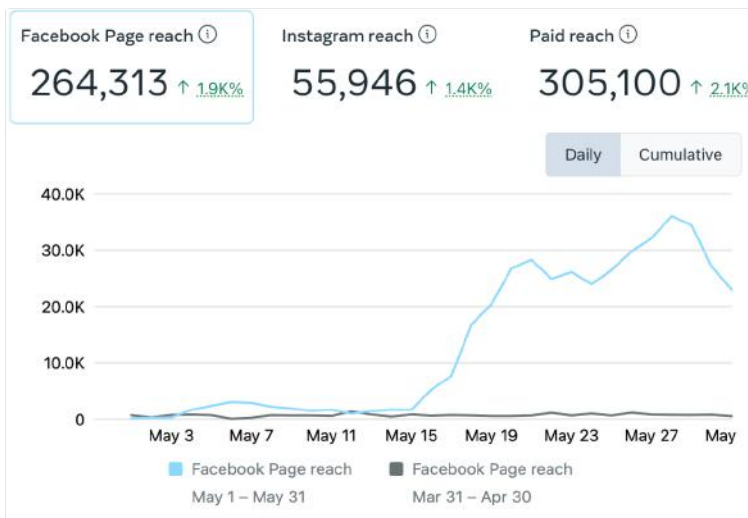 Facebook Page reach
264,313 ↑ 1.9K%
Instagram reach
55,946 ↑ 1.4K%
Paid reach
305,100 ↑ 2.1K%
Daily
Cumulative
40.0K
30.0K
20.0K
10.0K
0
May 3 May 7 May 11 May 15 May 19 May 23 May 27 May
Facebook Page reach
May 1 – May 31
Facebook Page reach
Mar 31 – Apr 30